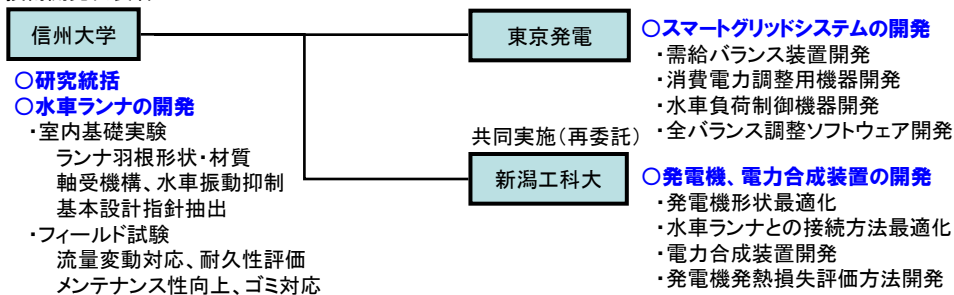 信州大学
○研究統括
○水車ランナの開発
・室内基礎実験
ランナ羽根形状・材質
軸受機構、水車振動抑制
基本設計指針抽出
・フィールド試験
流量変動対応、耐久性評価
メンテナンス性向上、ゴミ対応
東京発電
○スマートグリッドシステムの開発
・需給バランス装置開発
・消費電力調整用機器開発
・水車負荷制御機器開発
・全バランス調整ソフトウェア開発
共同実施(再委託)
新潟工科大
○発電機、電力合成装置の開発
・発電機形状最適化
・水車ランナとの接続方法最適化
・電力合成装置開発
・発電機発熱損失評価方法開発